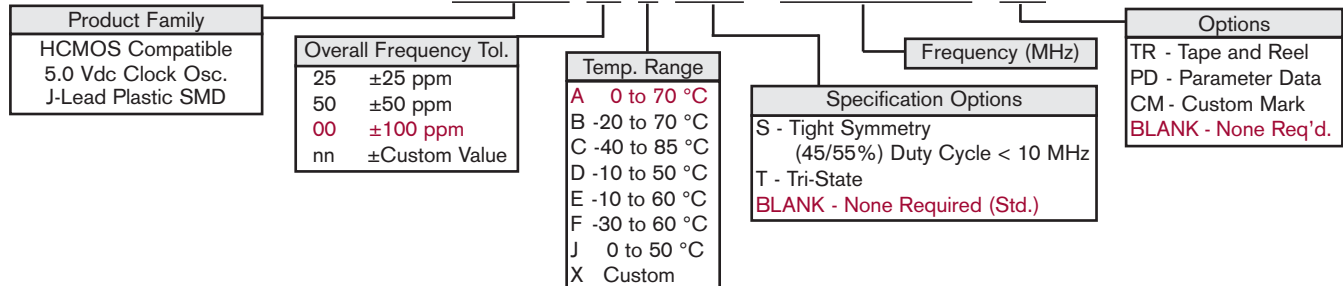 Product Family
HCMOS Compatible
5.0 Vdc Clock Osc.
J-Lead Plastic SMD
Overall Frequency Tol.
25 ±25 ppm
50 ±50 ppm
00 ±100 ppm
nn ±Custom Value
Temp. Range
A 0 to 70 °C
B -20 to 70 °C
C -40 to 85 °C
D -10 to 50 °C
E -10 to 60 °C
F -30 to 60 °C
J 0 to 50 °C
X Custom
Specification Options
S - Tight Symmetry
(45/55%) Duty Cycle < 10 MHz
T - Tri-State
BLANK - None Required (Std.)
Frequency (MHz)
Options
TR - Tape and Reel
PD - Parameter Data
CM - Custom Mark
BLANK - None Req'd.